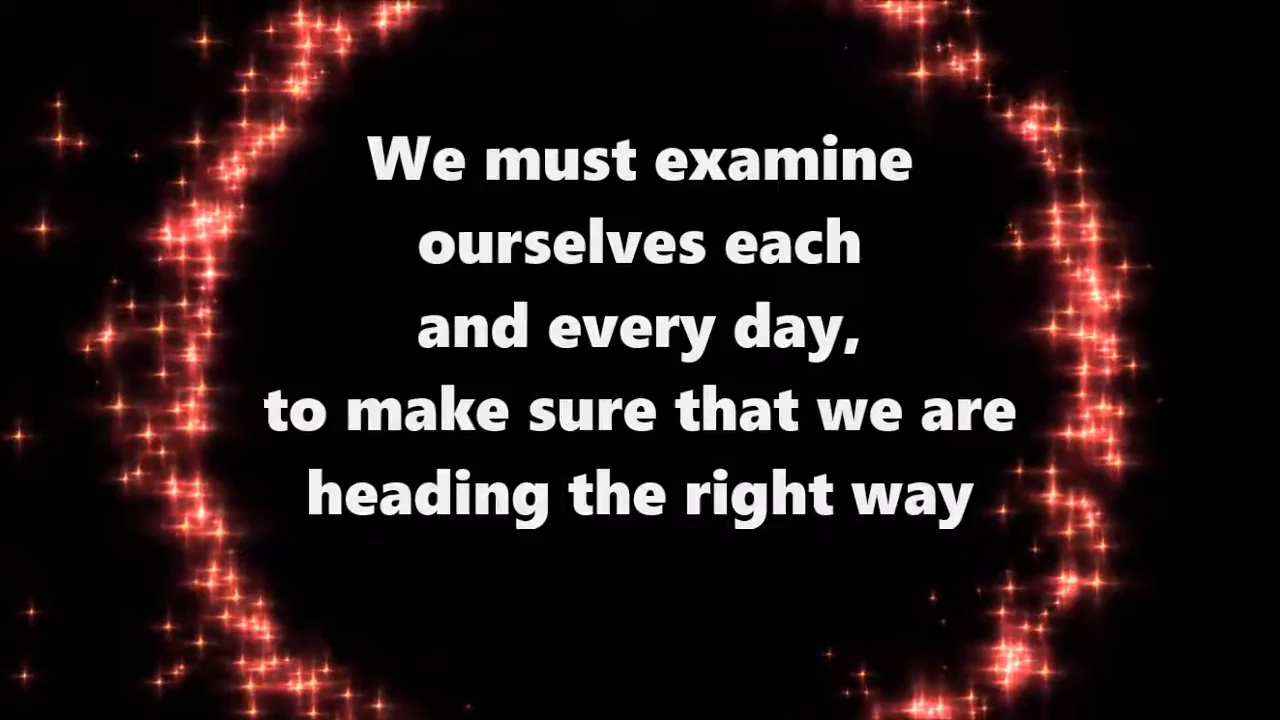 We must examine
ourselves each
and every day,
to make sure that we are
heading the right way